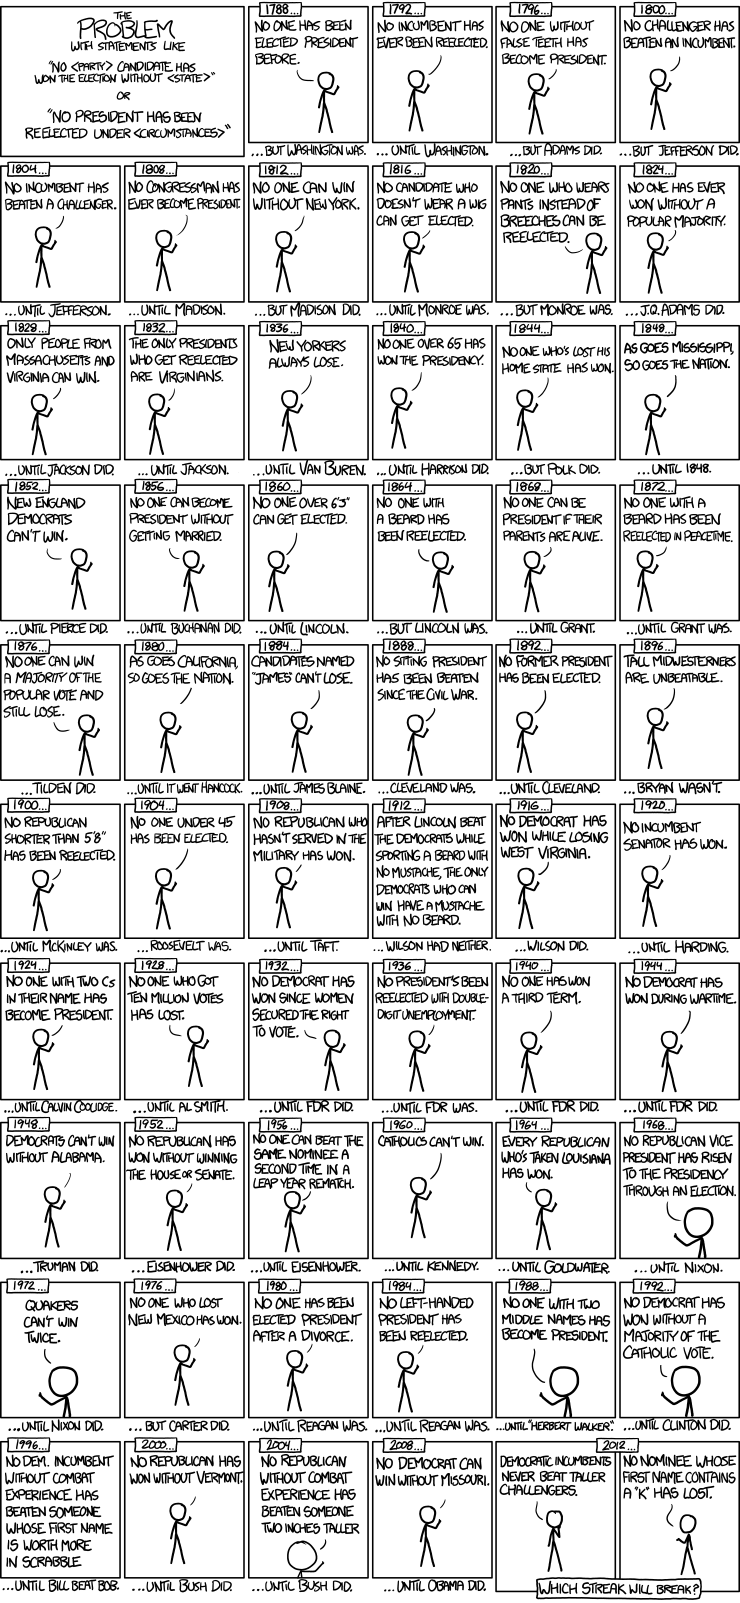 THE
PROBLEM
WITH STATEMENTS LIKE
"NO <PARTY> CANDIDATE HAS
WON THE ELECTION WITHOUT <STATE>"
OR
"NO PRESIDENT HAS BEEN
REELECTED UNDER <CIRCUMSTANCES>"
1788...
NO ONE HAS BEEN
ELECTED PRESIDENT
BEFORE.
...BUT WASHINGTON WAS.
1792...
NO INCUMBENT HAS
EVER BEEN REELECTED.
...UNTIL WASHINGTON.
1796...
NO ONE WITHOUT
FALSE TEETH HAS
BECOME PRESIDENT.
...BUT ADAMS DID.
1800...
NO CHALLENGER HAS
BEATEN AN INCUMBENT.
...BUT JEFFERSON DID.
1804...
NO INCUMBENT HAS
BEATEN A CHALLENGER.
...UNTIL JEFFERSON.
1808...
NO CONGRESSMAN HAS
EVER BECOME PRESIDENT.
...UNTIL MADISON.
1812...
NO ONE CAN WIN
WITHOUT NEW YORK.
...BUT MADISON DID.
1816...
NO CANDIDATE WHO
DOESN'T WEAR A WIG
CAN GET ELECTED.
...UNTIL MONROE WAS.
1820...
NO ONE WHO WEARS
PANTS INSTEAD OF
BREECHES CAN BE
REELECTED.
...BUT MONROE WAS.
1824...
NO ONE HAS EVER
WON WITHOUT A
POPULAR MAJORITY.
...J.Q. ADAMS DID.
1828...
ONLY PEOPLE FROM
MASSACHUSETTS AND
VIRGINIA CAN WIN.
...UNTIL JACKSON DID.
1832...
THE ONLY PRESIDENTS
WHO GET REELECTED
ARE VIRGINIANS.
...UNTIL JACKSON.
1836...
NEW YORKERS
ALWAYS LOSE.
...UNTIL VAN BUREN.
1840...
NO ONE OVER 65 HAS
WON THE PRESIDENCY.
...UNTIL HARRISON DID.
1844...
NO ONE WHO'S LOST HIS
HOME STATE HAS WON.
...BUT POLK DID.
1848...
AS GOES MISSISSIPPI,
SO GOES THE NATION.
...UNTIL 1848.
1852...
NEW ENGLAND
DEMOCRATS
CAN'T WIN.
...UNTIL PIERCE DID.
1856...
NO ONE CAN BECOME
PRESIDENT WITHOUT
GETTING MARRIED.
...UNTIL BUCHANAN DID.
1860...
NO ONE OVER 6'3"
CAN GET ELECTED.
...UNTIL LINCOLN.
1864...
NO ONE WITH
A BEARD HAS
BEEN REELECTED.
...BUT LINCOLN WAS.
1868...
NO ONE CAN BE
PRESIDENT IF THEIR
PARENTS ARE ALIVE.
...UNTIL GRANT.
1872...
NO ONE WITH A
BEARD HAS BEEN
REELECTED IN PEACETIME.
...UNTIL GRANT WAS.
1876...
NO ONE CAN WIN
A MAJORITY OF THE
POPULAR VOTE AND
STILL LOSE.
...TILDEN DID.
1880...
AS GOES CALIFORNIA,
SO GOES THE NATION.
...UNTIL IT WENT HANCOCK.
1884...
CANDIDATES NAMED
"JAMES" CAN'T LOSE.
...UNTIL JAMES BLAINE.
1888...
NO SITTING PRESIDENT
HAS BEEN BEATEN
SINCE THE CIVIL WAR.
...CLEVELAND WAS.
1892...
NO FORMER PRESIDENT
HAS BEEN ELECTED.
...UNTIL CLEVELAND.
1896...
TALL MIDWESTERNERS
ARE UNBEATABLE.
...BRYAN WASN'T.
1900...
NO REPUBLICAN
SHORTER THAN 5'8"
HAS BEEN REELECTED.
...UNTIL McKINLEY WAS.
1904...
NO ONE UNDER 45
HAS BEEN ELECTED.
...ROOSEVELT WAS.
1908...
NO REPUBLICAN WHO
HASN'T SERVED IN THE
MILITARY HAS WON.
...UNTIL TAFT.
1912...
AFTER LINCOLN BEAT
THE DEMOCRATS WHILE
SPORTING A BEARD WITH
NO MUSTACHE, THE ONLY
DEMOCRATS WHO CAN
WIN HAVE A MUSTACHE
WITH NO BEARD.
...WILSON HAD NEITHER.
1916...
NO DEMOCRAT HAS
WON WHILE LOSING
WEST VIRGINIA.
...WILSON DID.
1920...
NO INCUMBENT
SENATOR HAS WON.
...UNTIL HARDING.
1924...
NO ONE WITH TWO Cs
IN THEIR NAME HAS
BECOME PRESIDENT.
...UNTIL CALVIN COOLIDGE.
1928...
NO ONE WHO GOT
TEN MILLION VOTES
HAS LOST.
...UNTIL AL SMITH.
1932...
NO DEMOCRAT HAS
WON SINCE WOMEN
SECURED THE RIGHT
TO VOTE.
...UNTIL FDR DID.
1936...
NO PRESIDENT'S BEEN
REELECTED WITH DOUBLE-
DIGIT UNEMPLOYMENT.
...UNTIL FDR WAS.
1940...
NO ONE HAS WON
A THIRD TERM.
...UNTIL FDR DID.
1944...
NO DEMOCRAT HAS
WON DURING WARTIME.
...UNTIL FDR DID.
1948...
DEMOCRATS CAN'T WIN
WITHOUT ALABAMA.
...TRUMAN DID.
1952...
NO REPUBLICAN HAS
WON WITHOUT WINNING
THE HOUSE OR SENATE.
...EISENHOWER DID.
1956...
NO ONE CAN BEAT THE
SAME NOMINEE A
SECOND TIME IN A
LEAP YEAR REMATCH.
...UNTIL EISENHOWER.
1960...
CATHOLICS CAN'T WIN.
...UNTIL KENNEDY.
1964...
EVERY REPUBLICAN
WHO'S TAKEN LOUISIANA
HAS WON.
...UNTIL GOLDWATER.
1968...
NO REPUBLICAN VICE
PRESIDENT HAS RISEN
TO THE PRESIDENCY
THROUGH AN ELECTION.
...UNTIL NIXON.
1972...
QUAKERS
CAN'T WIN
TWICE.
...UNTIL NIXON DID.
1976...
NO ONE WHO LOST
NEW MEXICO HAS WON.
...BUT CARTER DID.
1980...
NO ONE HAS BEEN
ELECTED PRESIDENT
AFTER A DIVORCE.
...UNTIL REAGAN WAS.
1984...
NO LEFT-HANDED
PRESIDENT HAS
BEEN REELECTED.
...UNTIL REAGAN WAS.
1988...
NO ONE WITH TWO
MIDDLE NAMES HAS
BECOME PRESIDENT.
...UNTIL "HERBERT WALKER".
1992...
NO DEMOCRAT HAS
WON WITHOUT A
MAJORITY OF THE
CATHOLIC VOTE.
...UNTIL CLINTON DID.
1996...
NO DEM. INCUMBENT
WITHOUT COMBAT
EXPERIENCE HAS
BEATEN SOMEONE
WHOSE FIRST NAME
IS WORTH MORE
IN SCRABBLE
...UNTIL BILL BEAT BOB.
2000...
NO REPUBLICAN HAS
WON WITHOUT VERMONT.
...UNTIL BUSH DID.
2004...
NO REPUBLICAN
WITHOUT COMBAT
EXPERIENCE HAS
BEATEN SOMEONE
TWO INCHES TALLER
...UNTIL BUSH DID.
2008...
NO DEMOCRAT CAN
WIN WITHOUT MISSOURI.
...UNTIL OBAMA DID.
2012...
DEMOCRATIC INCUMBENTS
NEVER BEAT TALLER
CHALLENGERS.
NO NOMINEE WHOSE
FIRST NAME CONTAINS
A "K" HAS LOST.
WHICH STREAK WILL BREAK?